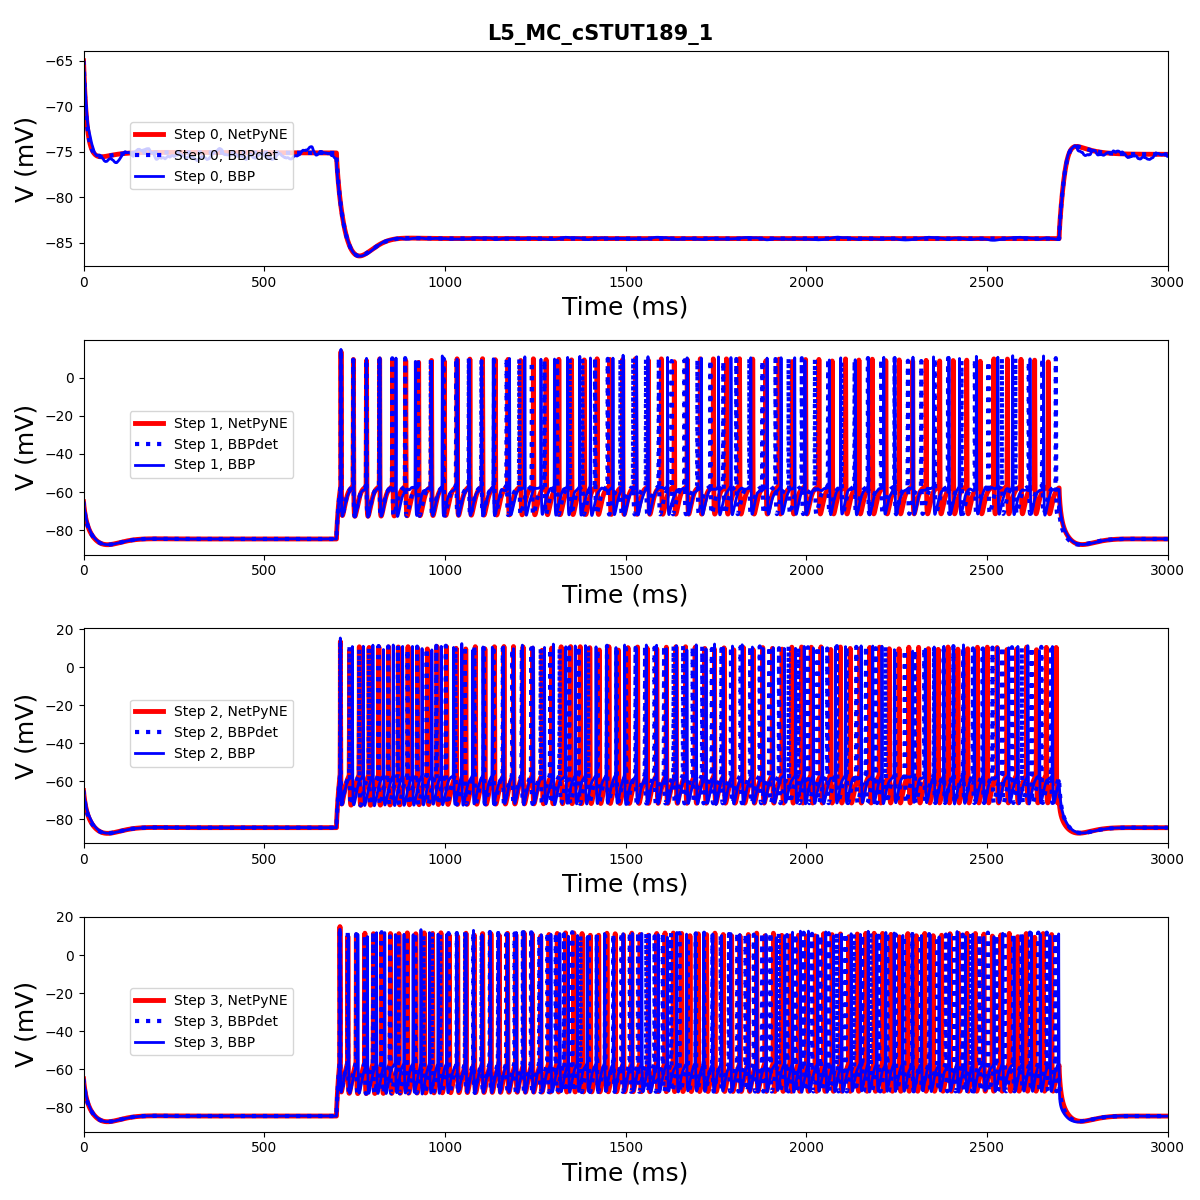 L5_MC_cSTUT189_1
V (mV)
−65
−70
−75
−80
−85
Step 0, NetPyNE
Step 0, BBPdet
Step 0, BBP
0 500 1000 1500 2000 2500 3000
Time (ms)
V (mV)
0
−20
−40
−60
−80
Step 1, NetPyNE
Step 1, BBPdet
Step 1, BBP
0 500 1000 1500 2000 2500 3000
Time (ms)
V (mV)
20
0
−20
−40
−60
−80
Step 2, NetPyNE
Step 2, BBPdet
Step 2, BBP
0 500 1000 1500 2000 2500 3000
Time (ms)
V (mV)
20
0
−20
−40
−60
−80
Step 3, NetPyNE
Step 3, BBPdet
Step 3, BBP
0 500 1000 1500 2000 2500 3000
Time (ms)